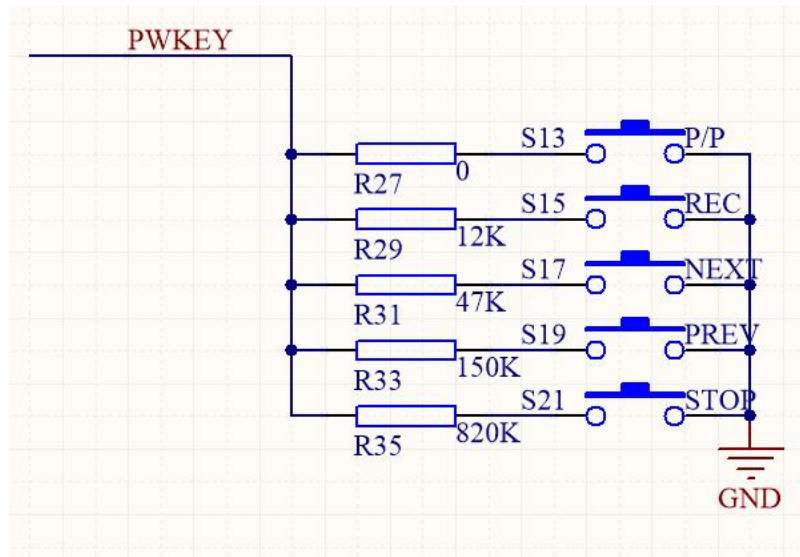 PWKEY
S13 P/P
R27 0
S15 REC
R29 12K
S17 NEXT
R31 47K
S19 PREV
R33 150K
S21 STOP
R35 820K
GND